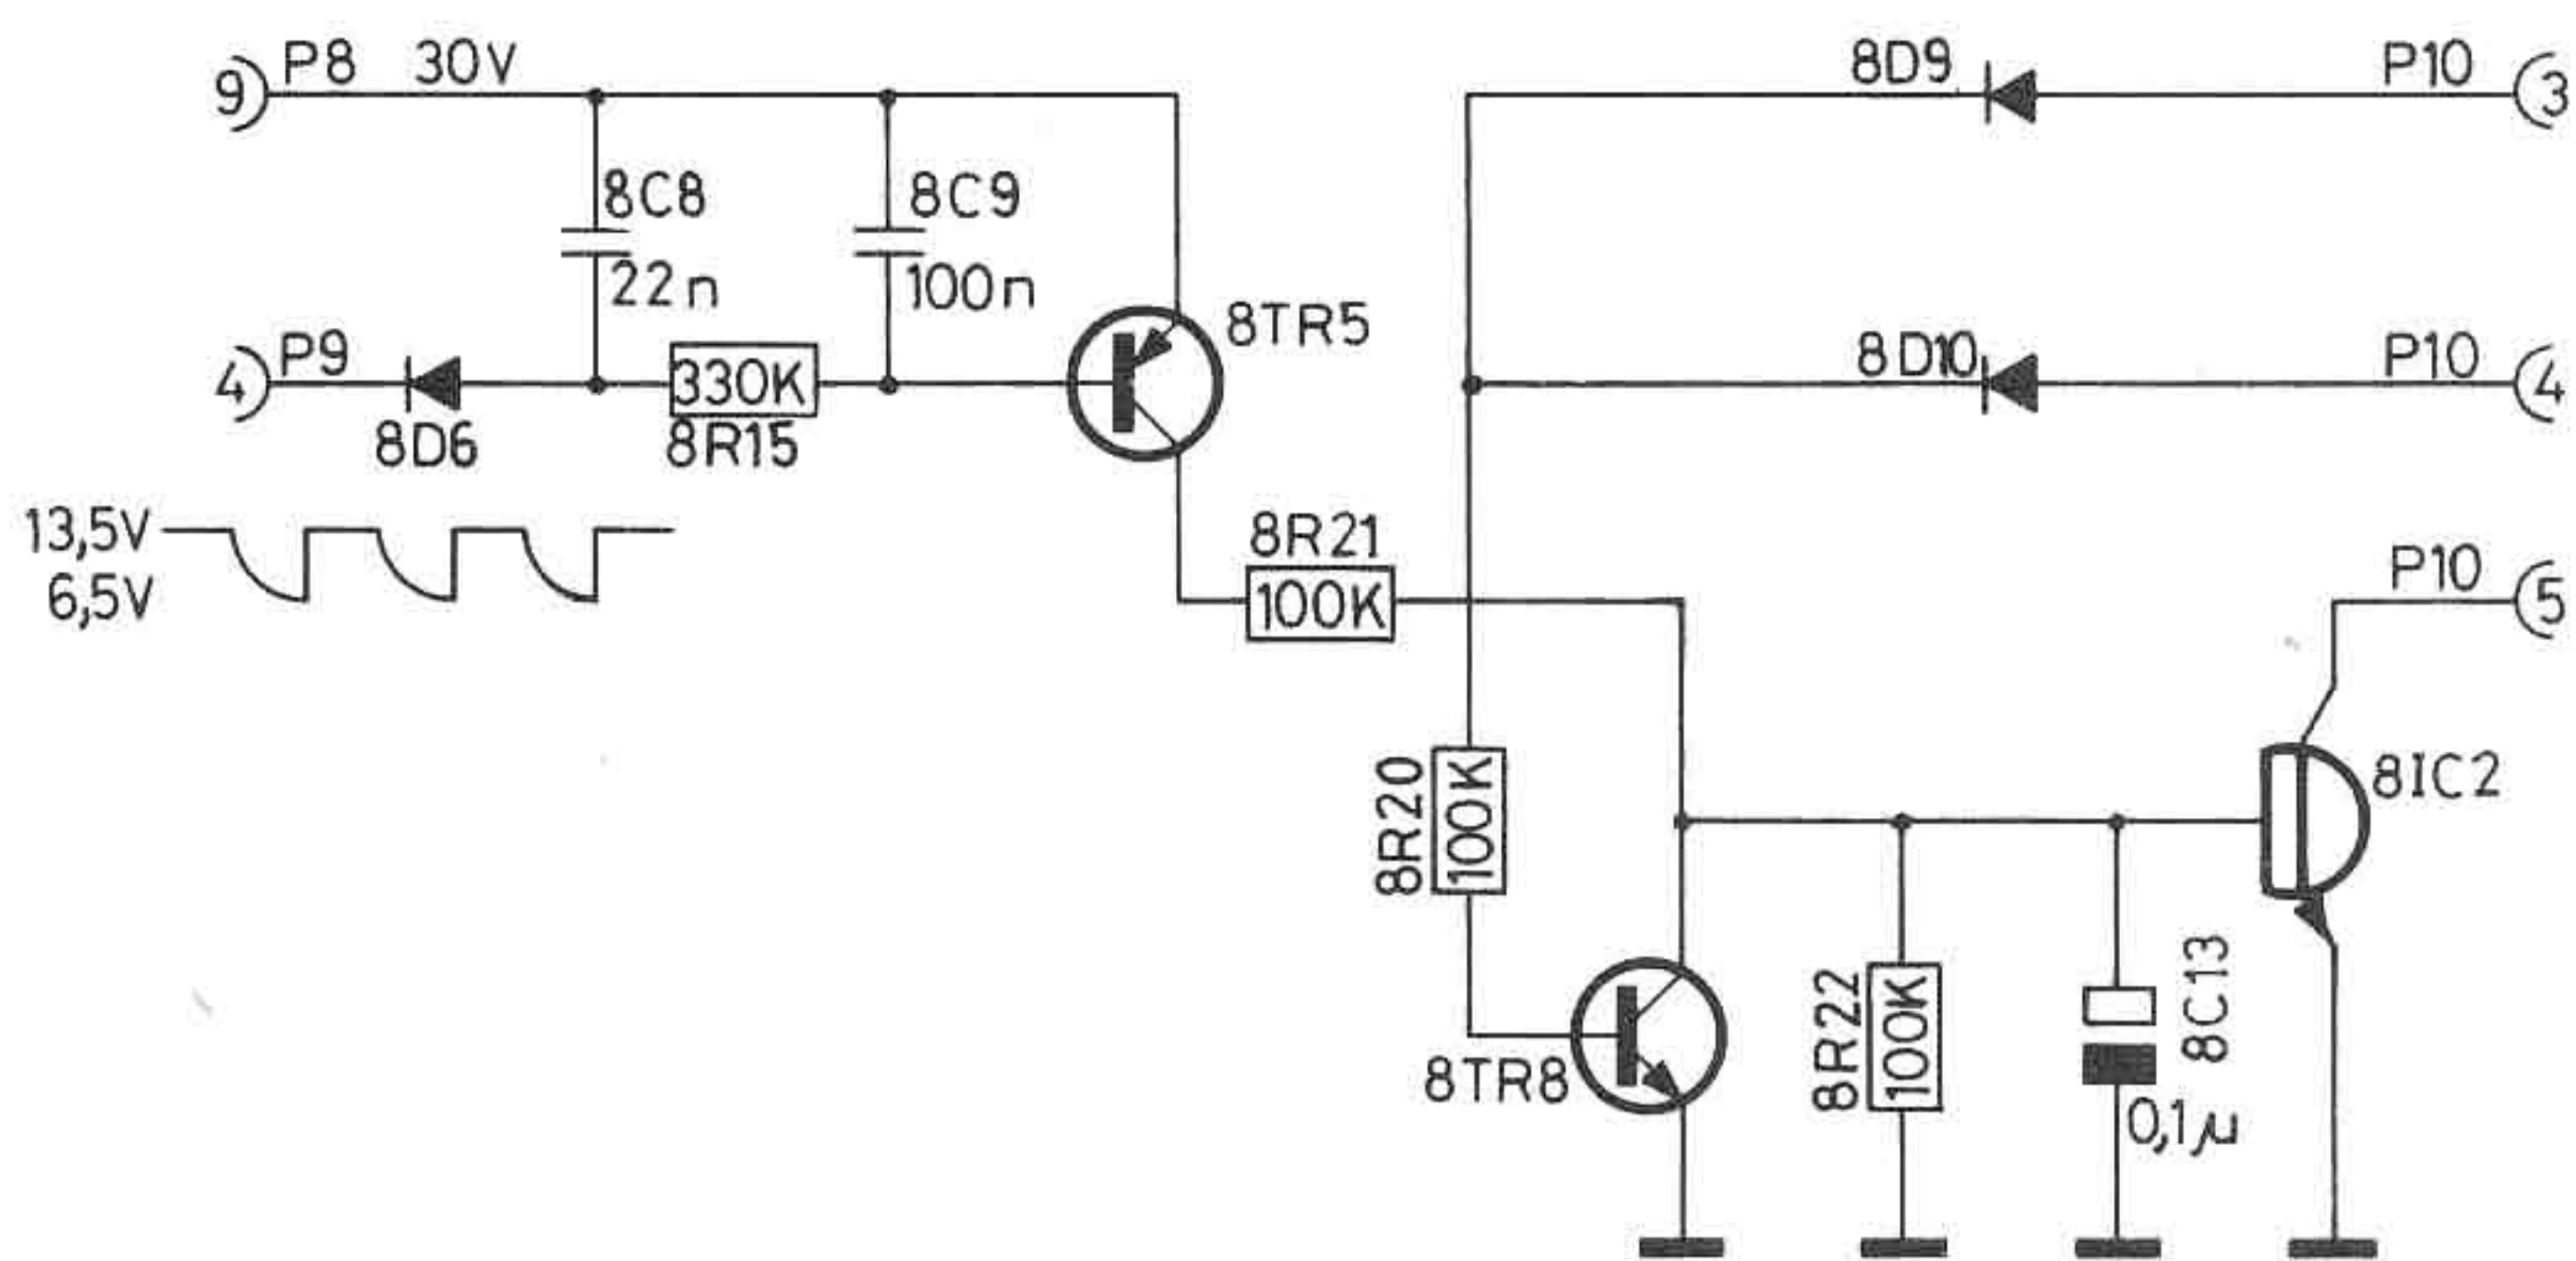 9 P8 30V
8D9 P10 3
8C8
22n
8C9
100n
8TR5
4 P9
8D6
330K
8R15
8D10 P10 4
13,5V
6,5V
8R21
100K
P10 5
8R20
100K
8IC2
8TR8
8R22
100K
8C13
0,1µ